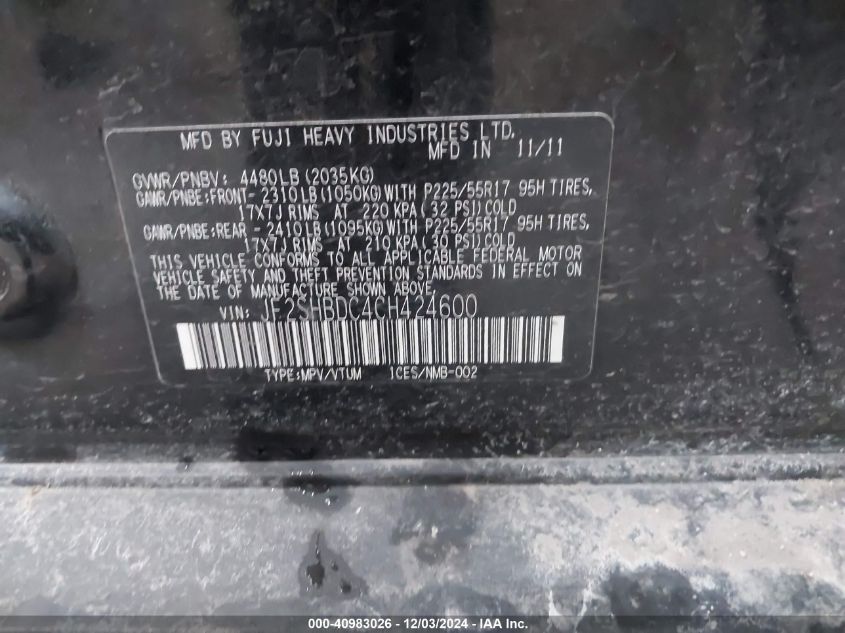 MFD BY FUJI HEAVY INDUSTRIES LTD.
MFD IN 11/11
GVWR/PNBV: 4480LB (2035KG)
GAWR/PNBE:FRONT- 2310LB(1050KG)WITH P225/55R17 95H TIRES,
17X7J RIMS AT 220 KPA(32 PSI)COLD
GAWR/PNBE:REAR - 2410LB(1095KG)WITH P225/55R17 95H TIRES,
17X7J RIMS AT 210 KPA(30 PSI)COLD
THIS VEHICLE CONFORMS TO ALL APPLICABLE FEDERAL MOTOR
VEHICLE SAFETY AND THEFT PREVENTION STANDARDS IN EFFECT ON
THE DATE OF MANUFACTURE SHOWN ABOVE.
VIN: JF2SHBDC4CH424600
TYPE:MPV/VTUM 1CES/NMB-002
000-40983026 - 12/03/2024 - IAA Inc.